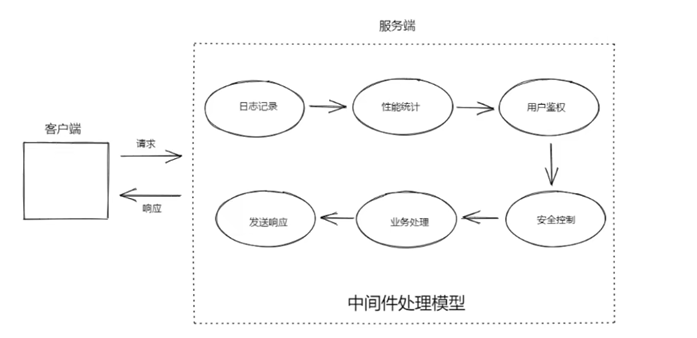 服务端
日志记录
性能统计
用户鉴权
客户端
请求
响应
发送响应
业务处理
安全控制
中间件处理模型